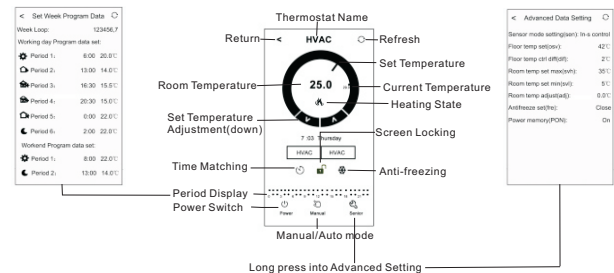 < Set Week Program Data
Week Loop: 123456,7
Working day Program data set:
Period 1: 6:00 20.0°C
Period 2: 13:00 14.0°C
Period 3: 16:30 15.5°C
Period 4: 20:30 15.0°C
Period 5: 0:00 22.0°C
Period 6: 2:00 22.0°C
Workend Program data set:
Period 1: 8:00 22.0°C
Period 2: 13:00 14.0°C
Thermostat Name
Return
< HVAC
Refresh
Set Temperature
Room Temperature
25.0
Current Temperature
Heating State
Set Temperature
Adjustment(down)
Screen Locking
7:03 Thursday
HVAC HVAC
Time Matching
Anti-freezing
Period Display
Power Switch
Power Manual Sensor
Manual/Auto mode
Long press into Advanced Setting
< Advanced Data Setting
Sensor mode setting(sen): In-s control
Floor temp set(osv): 42°C
Floor temp ctrl diff(dif): 2°C
Room temp set max(svh): 35°C
Room temp set min(svl): 5°C
Room temp adjust(adj): 0.0°C
Antifreeze set(fre): Close
Power memory(PON): On